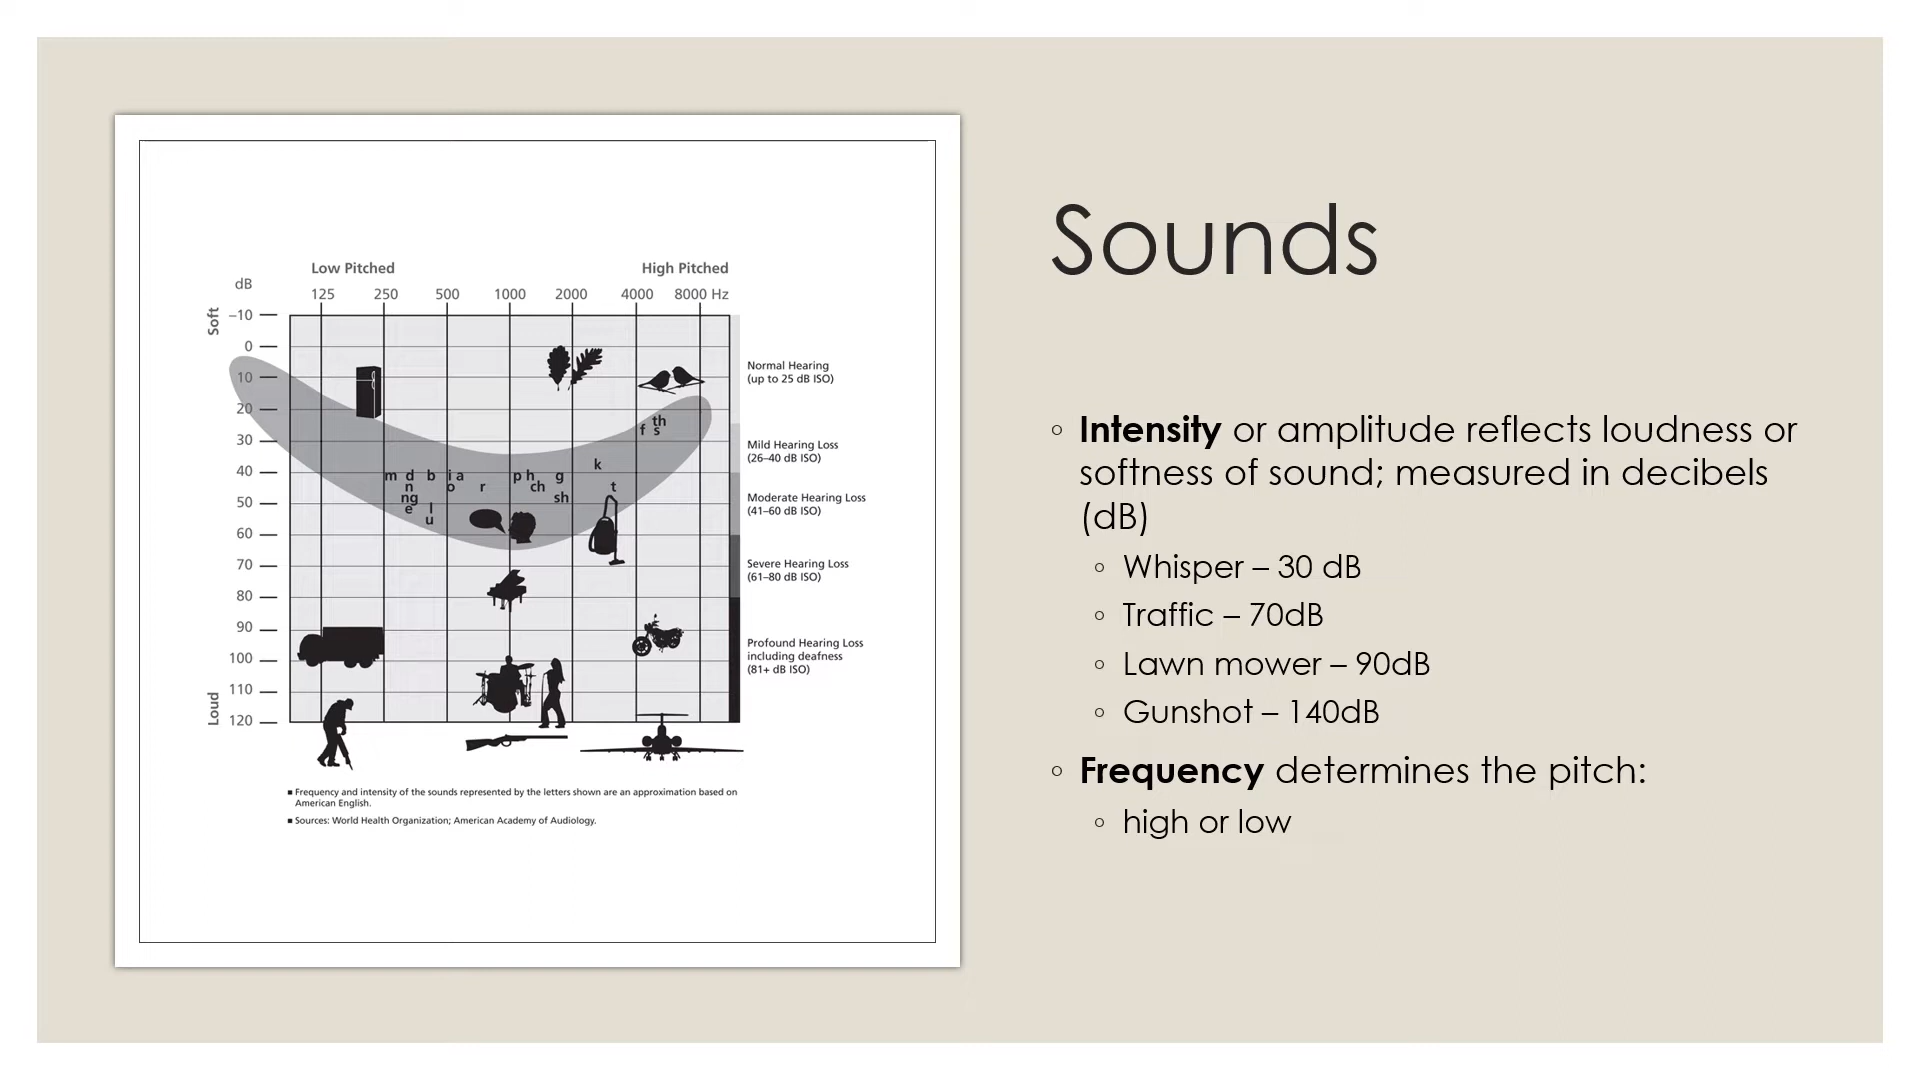 Low Pitched High Pitched
dB
125 250 500 1000 2000 4000 8000 Hz
Soft
–10
0
10
20
30
40
50
60
70
80
90
100
110
120
Loud
th
f s
k
m d b i a p h g
n o r ch t
ng sh
e l
u
Normal Hearing
(up to 25 dB ISO)
Mild Hearing Loss
(26–40 dB ISO)
Moderate Hearing Loss
(41–60 dB ISO)
Severe Hearing Loss
(61–80 dB ISO)
Profound Hearing Loss
including deafness
(81+ dB ISO)
■ Frequency and intensity of the sounds represented by the letters shown are an approximation based on
American English.
■ Sources: World Health Organization; American Academy of Audiology.
Sounds
◦ Intensity or amplitude reflects loudness or
softness of sound; measured in decibels
(dB)
◦ Whisper – 30 dB
◦ Traffic – 70dB
◦ Lawn mower – 90dB
◦ Gunshot – 140dB
◦ Frequency determines the pitch:
◦ high or low